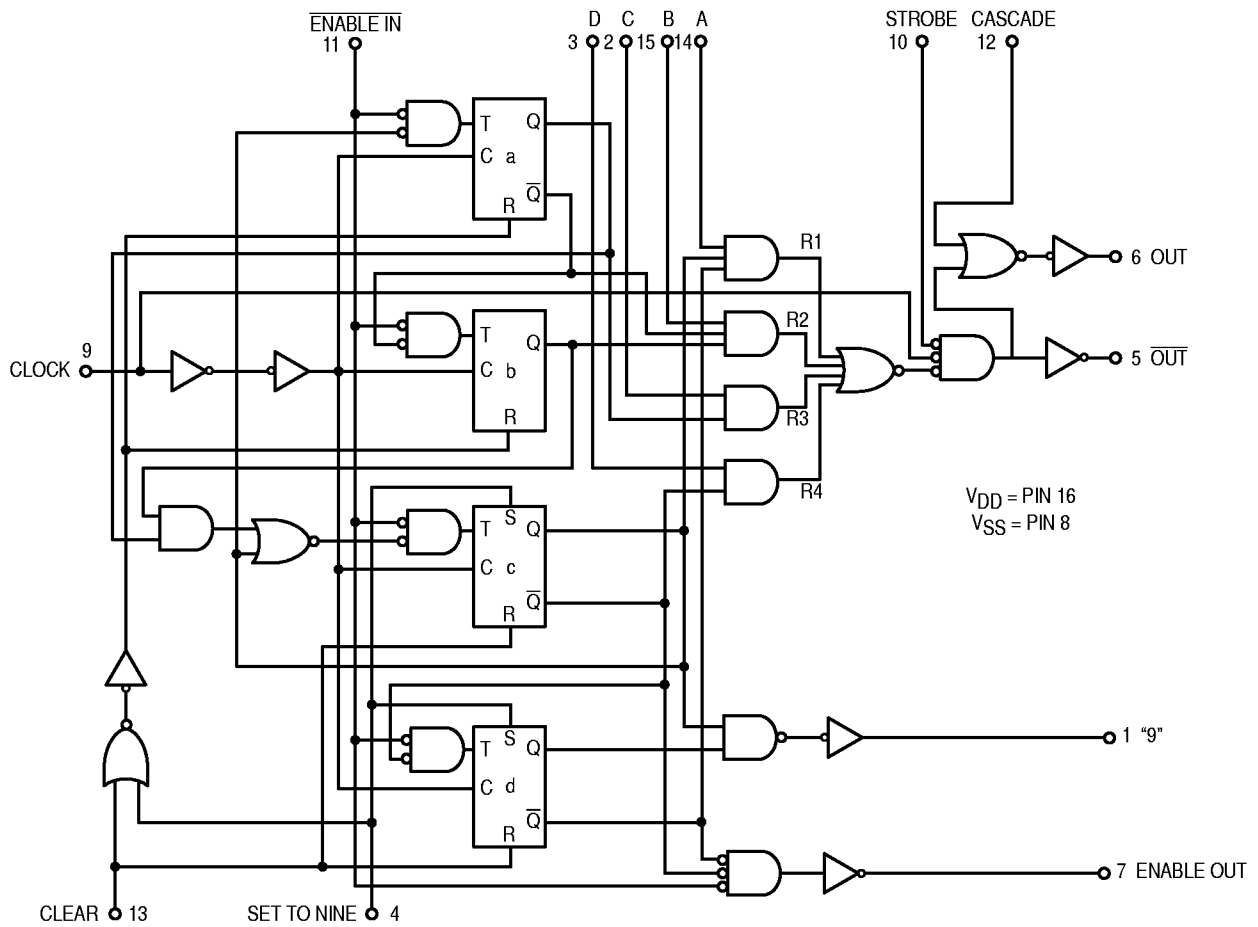 ENABLE IN
11
D C B A
3 2 15 14
STROBE CASCADE
10 12
T Q
C a
Q
R
R1
6 OUT
T Q
R2
9
CLOCK
C b
5 OUT
R
R3
R4
VDD = PIN 16
VSS = PIN 8
S
T Q
C c
Q
R
S
T Q
1 “9”
C d
Q
R
7 ENABLE OUT
CLEAR 13
SET TO NINE 4